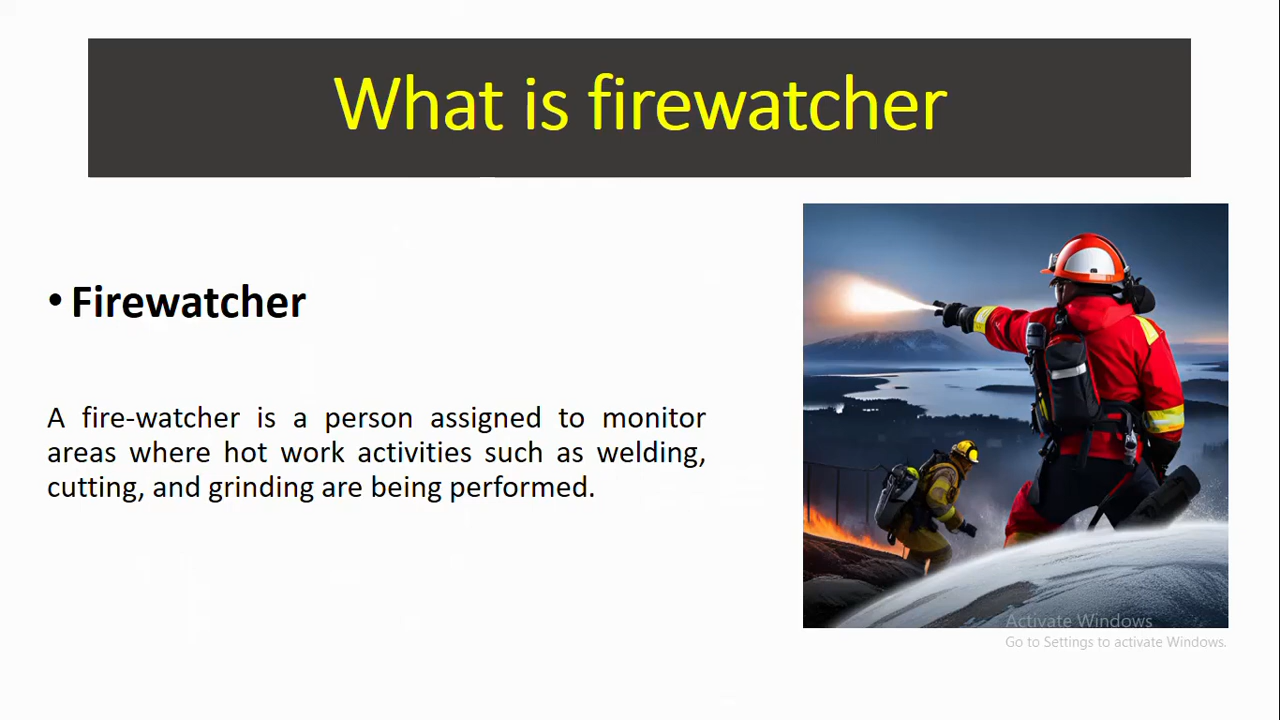 What is firewatcher
• Firewatcher
A fire-watcher is a person assigned to monitor
areas where hot work activities such as welding,
cutting, and grinding are being performed.
Activate Windows
Go to Settings to activate Windows.